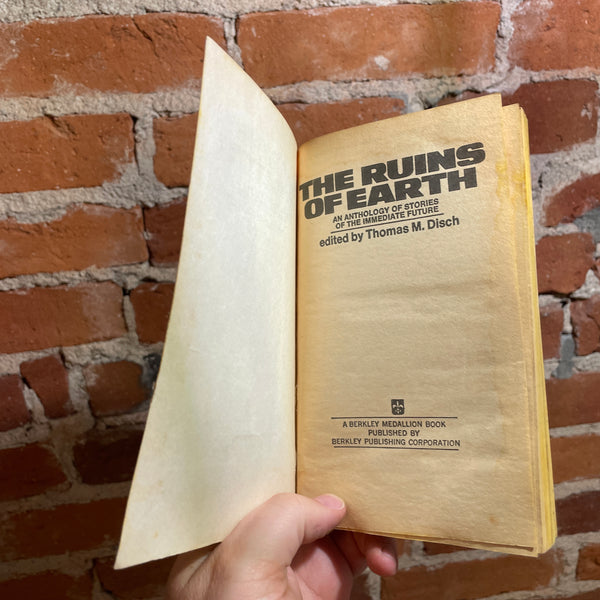 THE RUINS
OF EARTH
AN ANTHOLOGY OF STORIES
OF THE IMMEDIATE FUTURE
edited by Thomas M. Disch
A BERKLEY MEDALLION BOOK
PUBLISHED BY
BERKLEY PUBLISHING CORPORATION